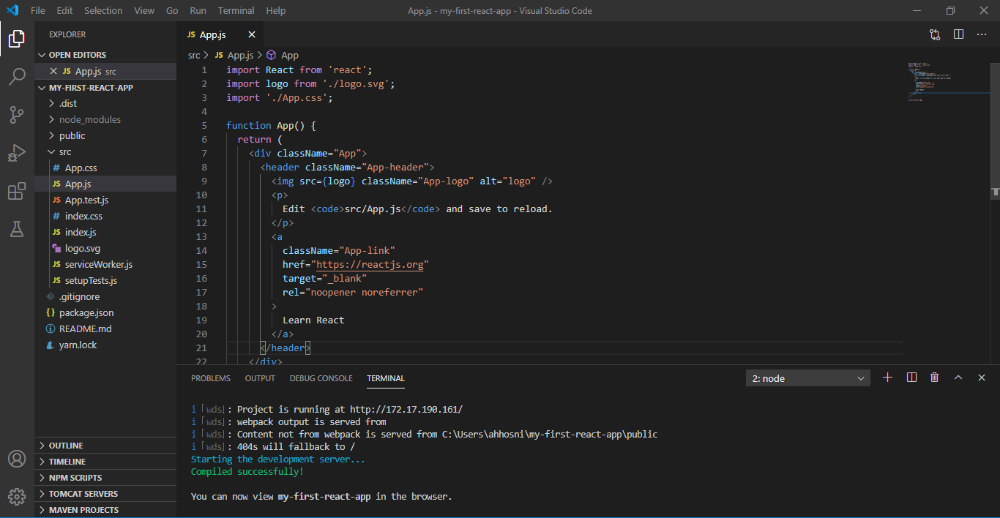 File Edit Selection View Go Run Terminal Help
App.js - my-first-react-app - Visual Studio Code
EXPLORER
OPEN EDITORS
JS App.js src
MY-FIRST-REACT-APP
.dist
node_modules
public
src
# App.css
JS App.js
JS App.test.js
# index.css
JS index.js
logo.svg
JS serviceWorker.js
JS setupTests.js
.gitignore
{} package.json
README.md
yarn.lock
OUTLINE
TIMELINE
NPM SCRIPTS
TOMCAT SERVERS
MAVEN PROJECTS
JS App.js
src > JS App.js > App
1 import React from 'react';
2 import logo from './logo.svg';
3 import './App.css';
4
5 function App() {
6 return (
7 <div className="App">
8 <header className="App-header">
9 <img src={logo} className="App-logo" alt="logo" />
10 <p>
11 Edit <code>src/App.js</code> and save to reload.
12 </p>
13 <a
14 className="App-link"
15 href="https://reactjs.org"
16 target="_blank"
17 rel="noopener noreferrer"
18 >
19 Learn React
20 </a>
21 </header>
22 </div>
PROBLEMS OUTPUT DEBUG CONSOLE TERMINAL
2: node
i ｢wds｣: Project is running at http://172.17.190.161/
i ｢wds｣: webpack output is served from
i ｢wds｣: Content not from webpack is served from C:\Users\ahhosni\my-first-react-app\public
i ｢wds｣: 404s will fallback to /
Starting the development server...
Compiled successfully!
You can now view my-first-react-app in the browser.